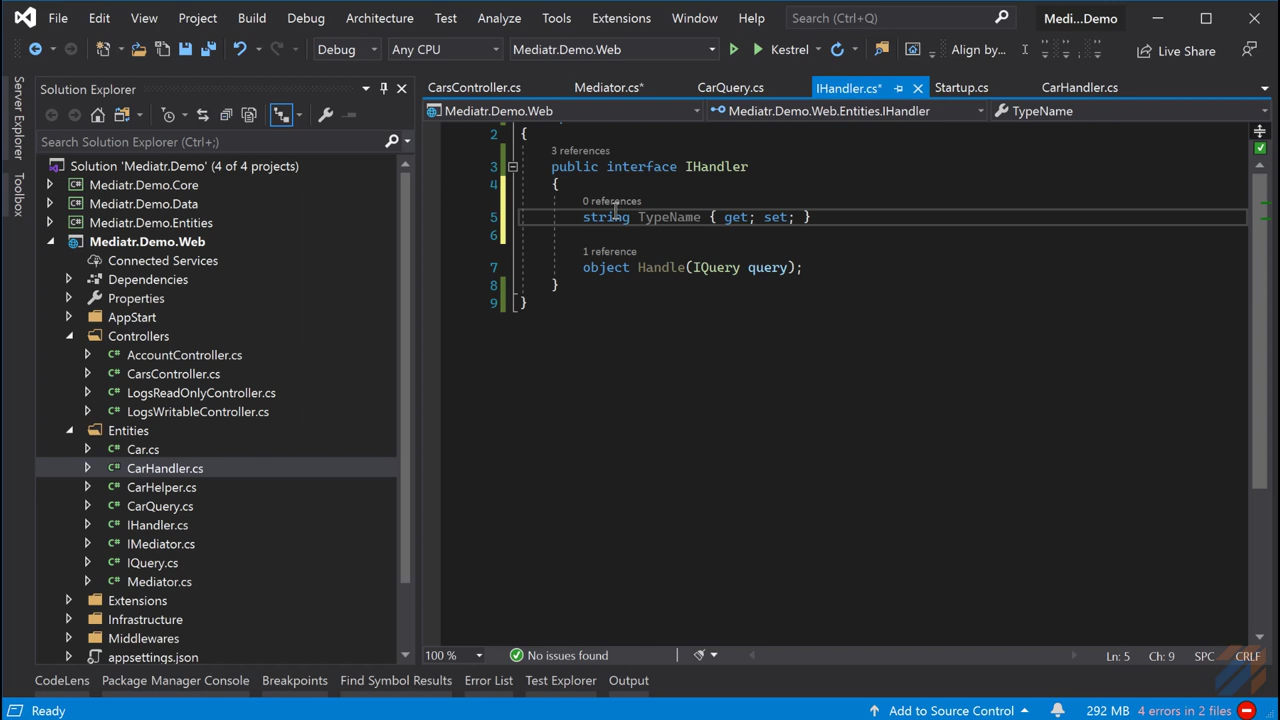 File Edit View Project Build Debug Architecture Test Analyze Tools Extensions Window Help Search (Ctrl+Q) Medi...Demo
Debug Any CPU Mediatr.Demo.Web Kestrel Align by... Live Share
Server Explorer
Toolbox
Solution Explorer
Search Solution Explorer (Ctrl+;)
Solution 'Mediatr.Demo' (4 of 4 projects)
C# Mediatr.Demo.Core
C# Mediatr.Demo.Data
C# Mediatr.Demo.Entities
Mediatr.Demo.Web
Connected Services
Dependencies
Properties
AppStart
Controllers
C# AccountController.cs
C# CarsController.cs
C# LogsReadOnlyController.cs
C# LogsWritableController.cs
Entities
C# Car.cs
C# CarHandler.cs
C# CarHelper.cs
C# CarQuery.cs
C# IHandler.cs
C# IMediator.cs
C# IQuery.cs
C# Mediator.cs
Extensions
Infrastructure
Middlewares
appsettings.json
CarsController.cs Mediator.cs* CarQuery.cs IHandler.cs* Startup.cs CarHandler.cs
Mediatr.Demo.Web Mediatr.Demo.Web.Entities.IHandler TypeName
2 {
3 references
3 public interface IHandler
4 {
0 references
5 string TypeName { get; set; }
6
1 reference
7 object Handle(IQuery query);
8 }
9 }
100 % No issues found Ln: 5 Ch: 9 SPC CRLF
CodeLens Package Manager Console Breakpoints Find Symbol Results Error List Test Explorer Output
Ready Add to Source Control 292 MB 4 errors in 2 files